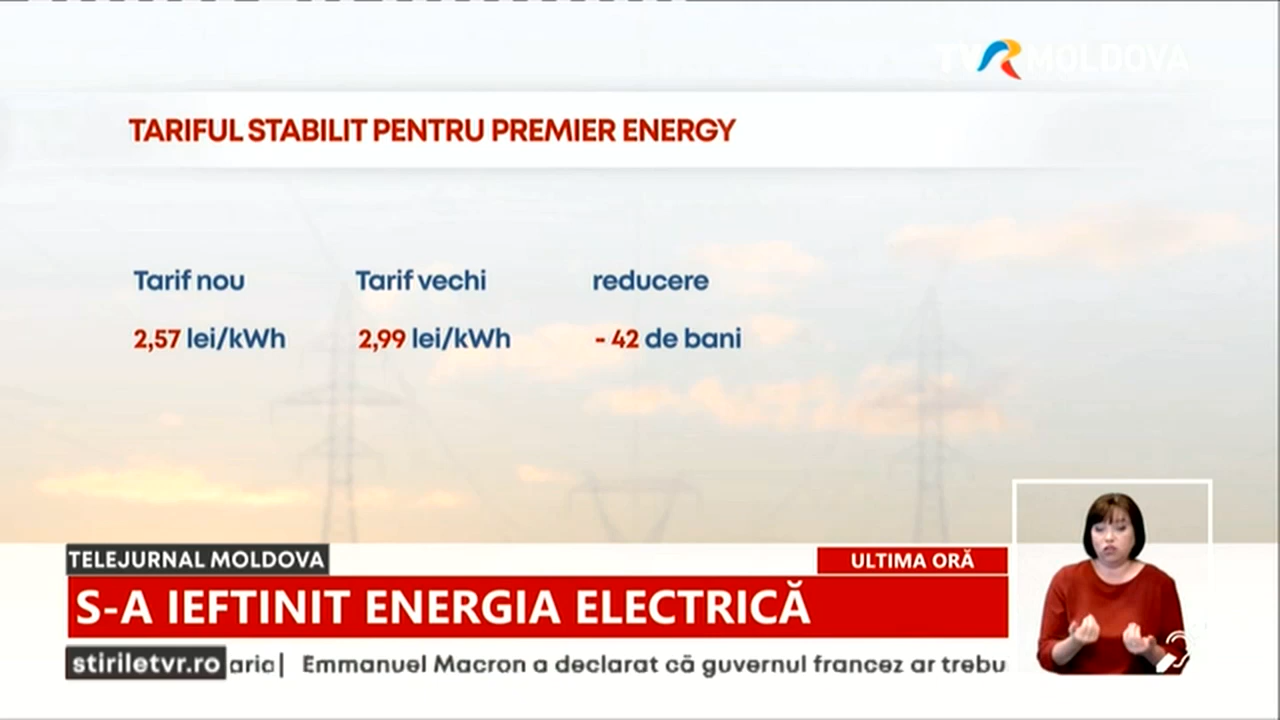 TVR MOLDOVA
TARIFUL STABILIT PENTRU PREMIER ENERGY
Tarif nou Tarif vechi reducere
2,57 lei/kWh 2,99 lei/kWh - 42 de bani
TELEJURNAL MOLDOVA ULTIMA ORĂ
S-A IEFTINIT ENERGIA ELECTRICĂ
stiriletvr.ro aria| Emmanuel Macron a declarat că guvernul francez ar trebu